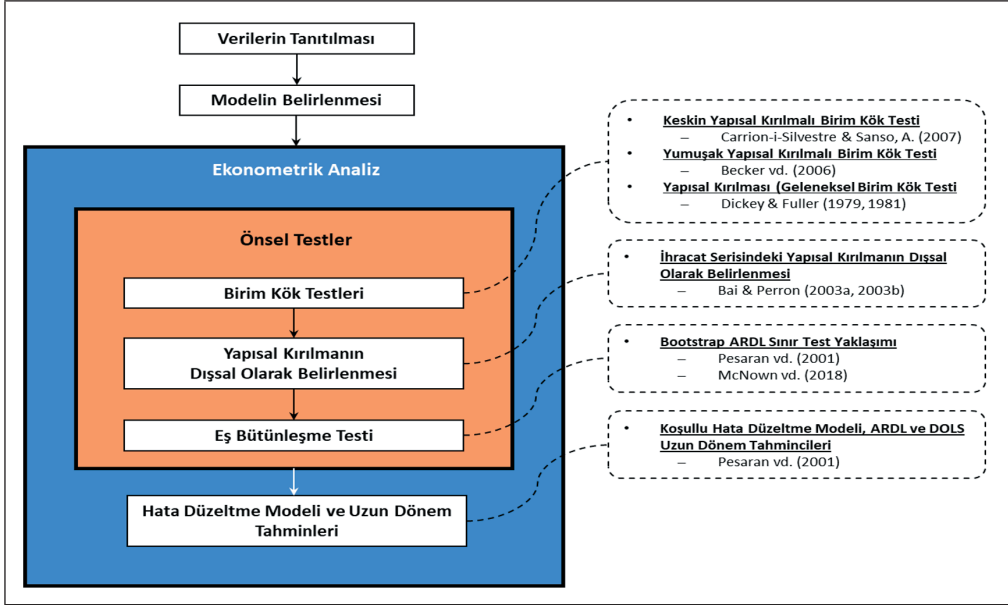 Verilerin Tanıtılması
Modelin Belirlenmesi
Ekonometrik Analiz
Önsel Testler
Birim Kök Testleri
Yapısal Kırılmanın
Dışsal Olarak Belirlenmesi
Eş Bütünleşme Testi
Hata Düzeltme Modeli ve Uzun Dönem
Tahminleri
• Keskin Yapısal Kırılmalı Birim Kök Testi
– Carrion-i-Silvestre & Sanso, A. (2007)
• Yumuşak Yapısal Kırılmalı Birim Kök Testi
– Becker vd. (2006)
• Yapısal Kırılması (Geleneksel Birim Kök Testi
– Dickey & Fuller (1979, 1981)
• İhracat Serisindeki Yapısal Kırılmanın Dışsal
Olarak Belirlenmesi
– Bai & Perron (2003a, 2003b)
• Bootstrap ARDL Sınır Test Yaklaşımı
– Pesaran vd. (2001)
– McNown vd. (2018)
• Koşullu Hata Düzeltme Modeli, ARDL ve DOLS
Uzun Dönem Tahmincileri
– Pesaran vd. (2001)